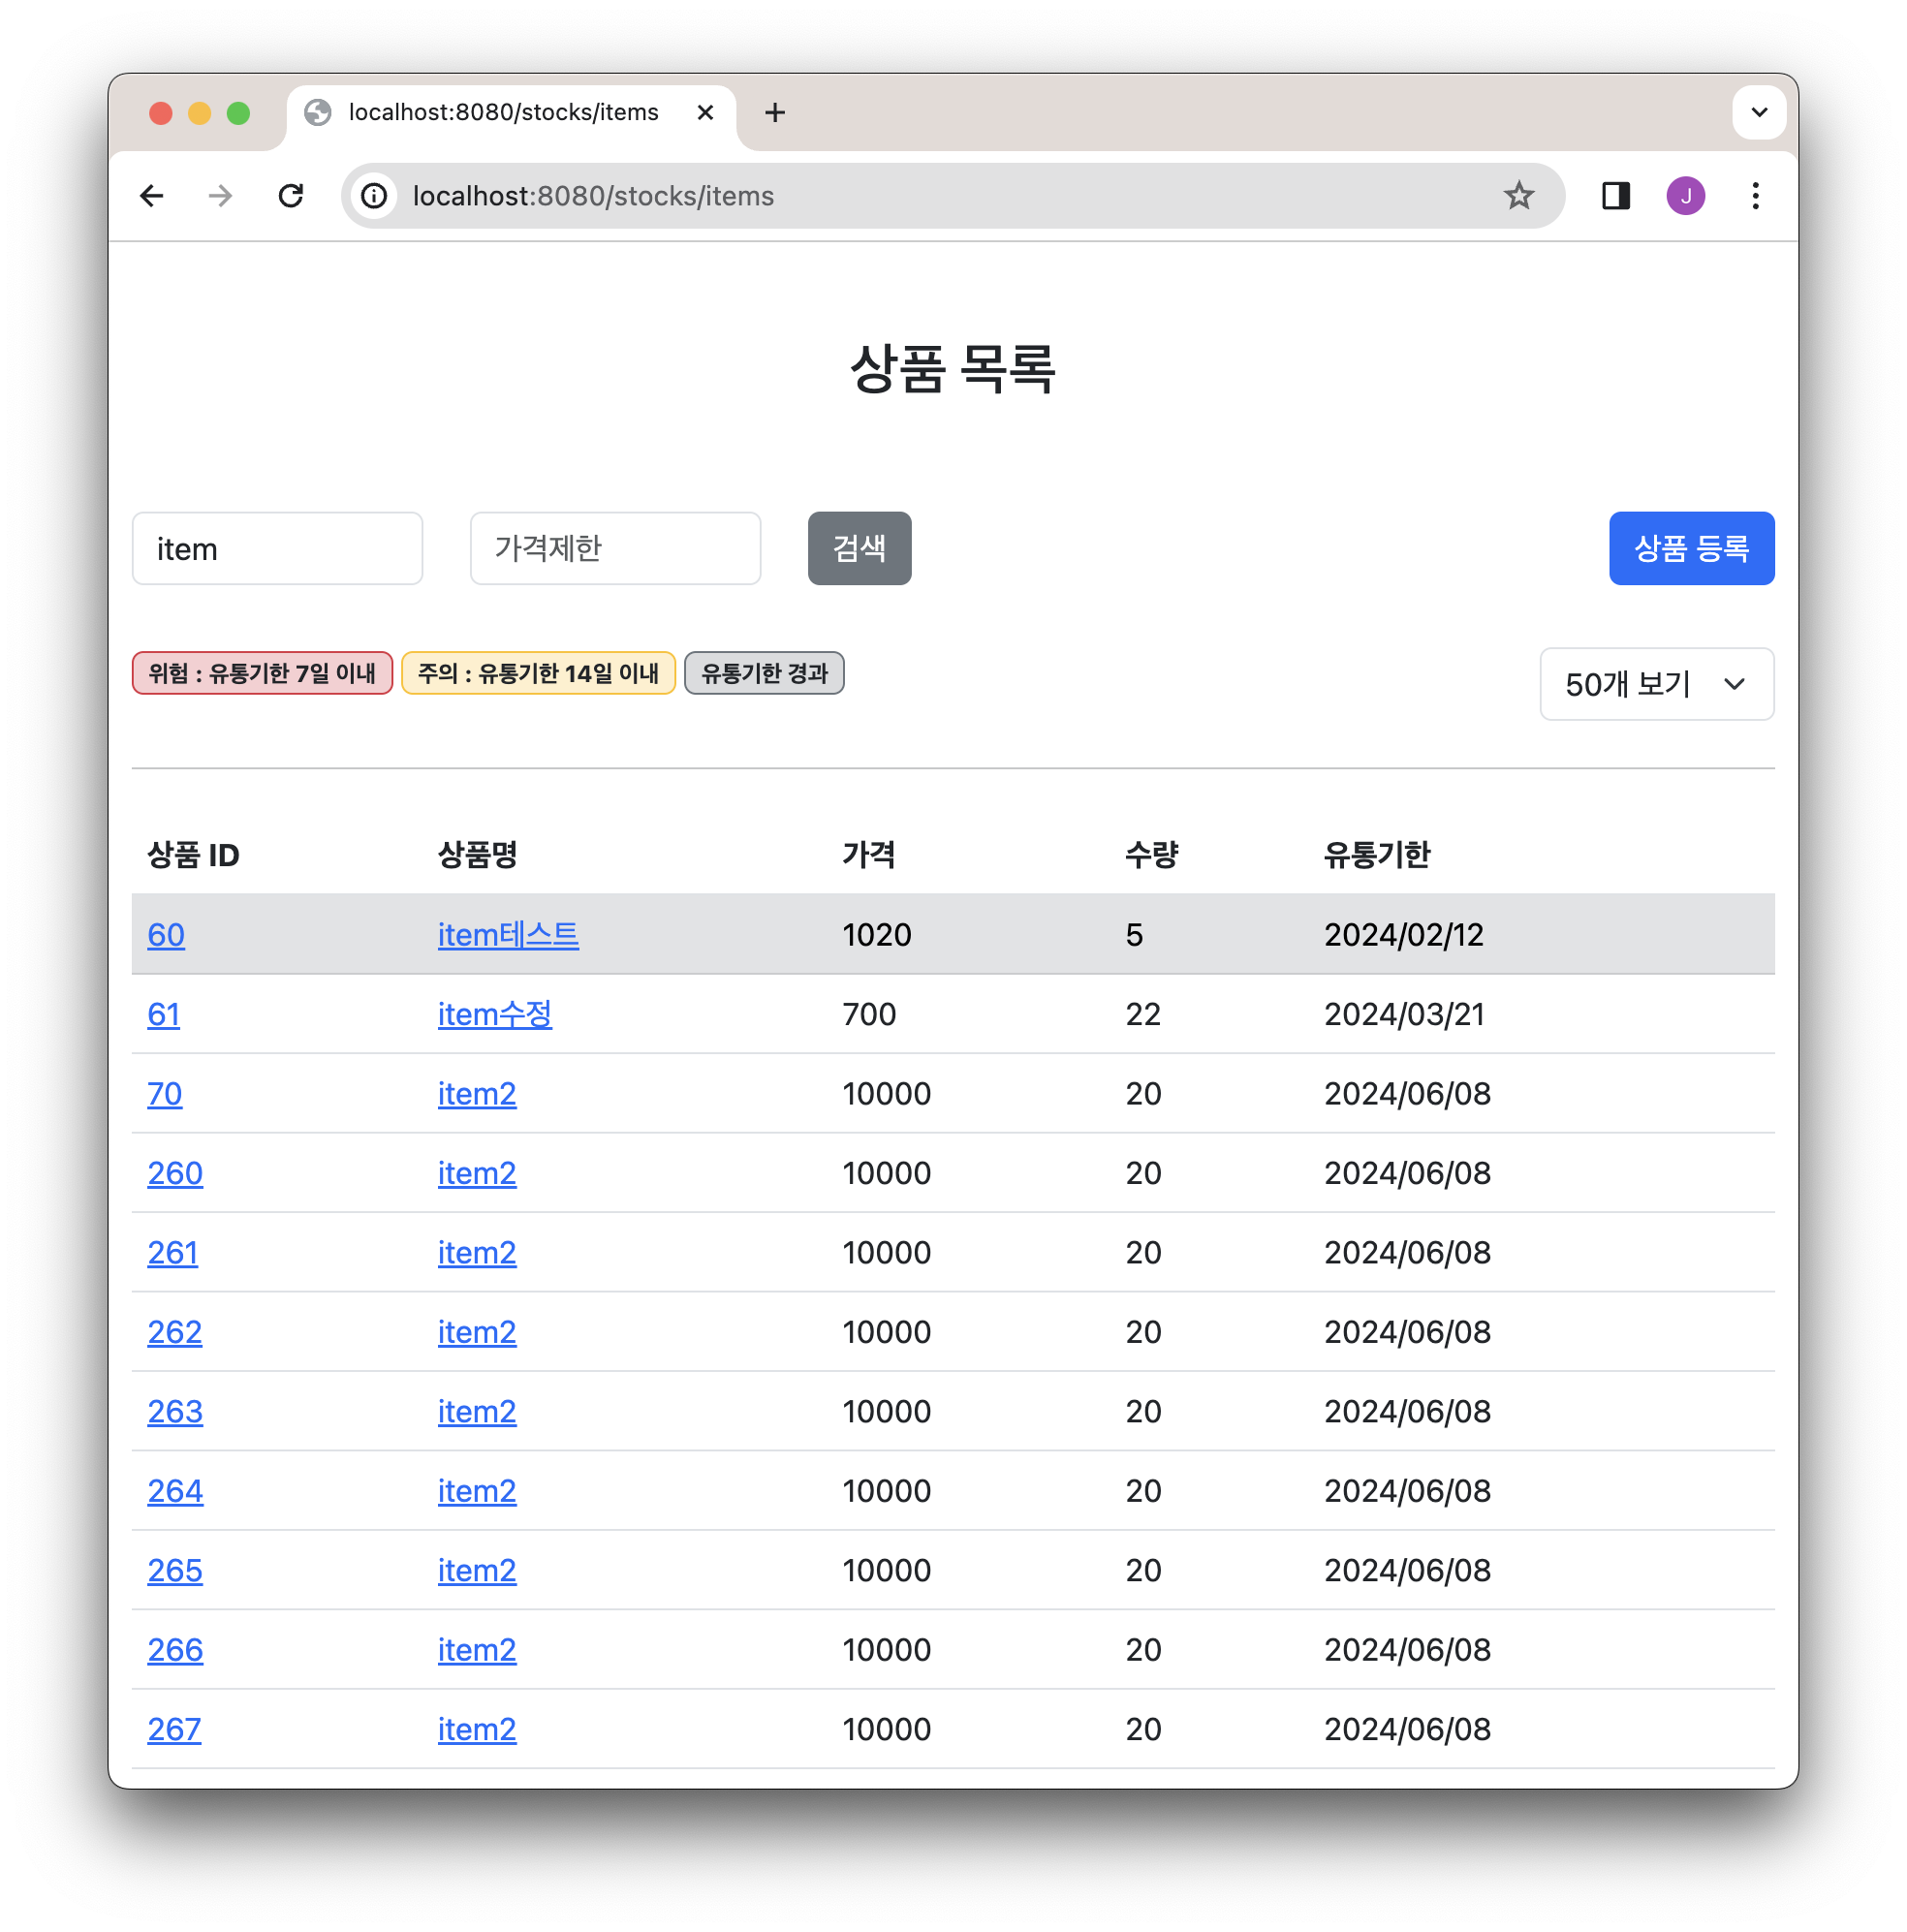 localhost:8080/stocks/items
localhost:8080/stocks/items
J
상품 목록
item 가격제한 검색 상품 등록
위험 : 유통기한 7일 이내 주의 : 유통기한 14일 이내 유통기한 경과 50개 보기
상품 ID 상품명 가격 수량 유통기한
60 item테스트 1020 5 2024/02/12
61 item수정 700 22 2024/03/21
70 item2 10000 20 2024/06/08
260 item2 10000 20 2024/06/08
261 item2 10000 20 2024/06/08
262 item2 10000 20 2024/06/08
263 item2 10000 20 2024/06/08
264 item2 10000 20 2024/06/08
265 item2 10000 20 2024/06/08
266 item2 10000 20 2024/06/08
267 item2 10000 20 2024/06/08